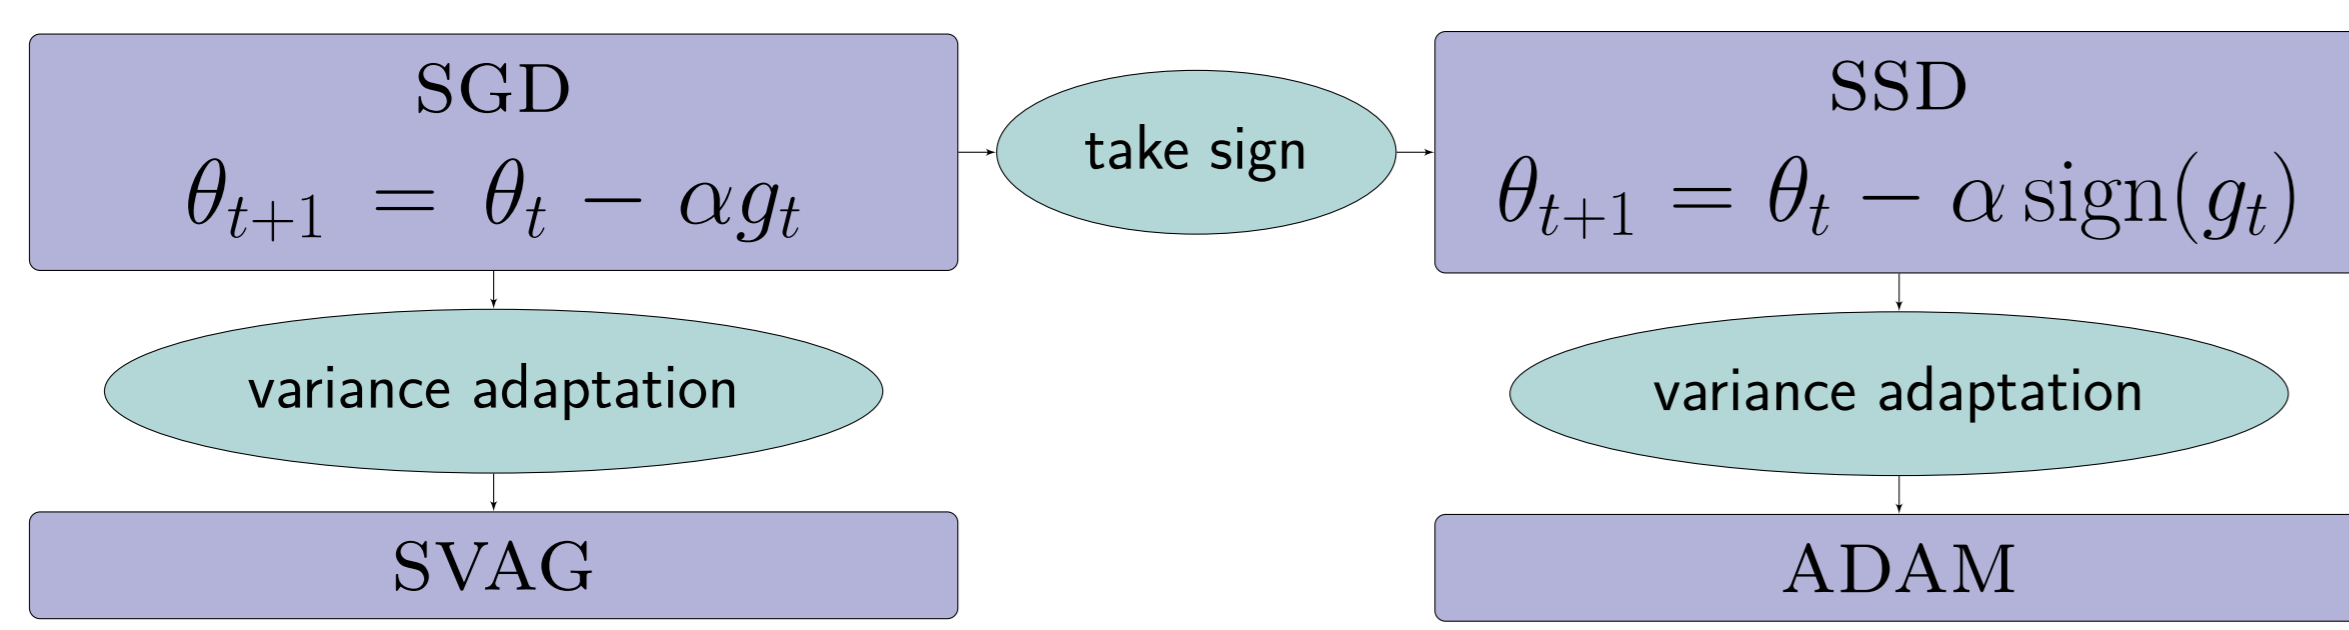 SGD
θ_{t+1} = θ_t − αg_t
take sign
SSD
θ_{t+1} = θ_t − α sign(g_t)
variance adaptation
variance adaptation
SVAG
ADAM